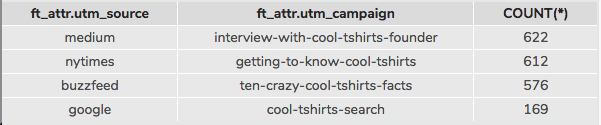 ft_attr.utm_source ft_attr.utm_campaign COUNT(*)
medium interview-with-cool-tshirts-founder 622
nytimes getting-to-know-cool-tshirts 612
buzzfeed ten-crazy-cool-tshirts-facts 576
google cool-tshirts-search 169